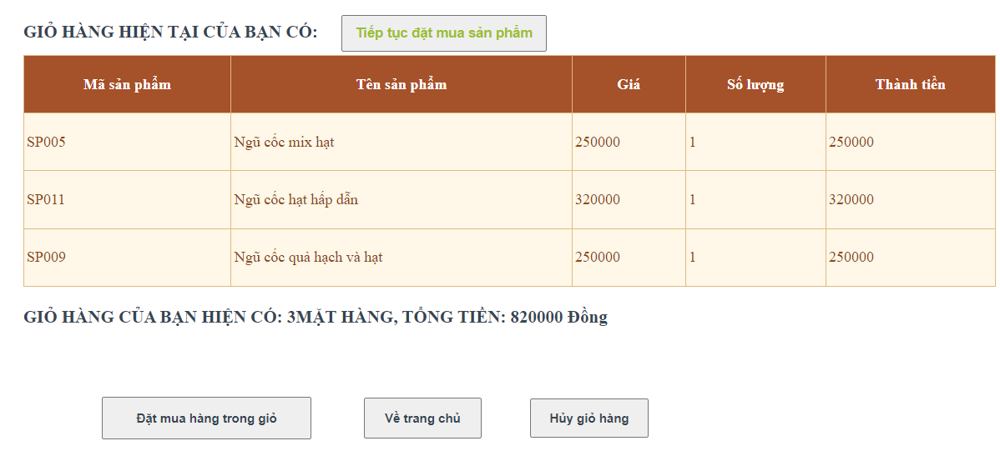 GIỎ HÀNG HIỆN TẠI CỦA BẠN CÓ: Tiếp tục đặt mua sản phẩm
Mã sản phẩm Tên sản phẩm Giá Số lượng Thành tiền
SP005 Ngũ cốc mix hạt 250000 1 250000
SP011 Ngũ cốc hạt hấp dẫn 320000 1 320000
SP009 Ngũ cốc quả hạch và hạt 250000 1 250000
GIỎ HÀNG CỦA BẠN HIỆN CÓ: 3MẶT HÀNG, TỔNG TIỀN: 820000 Đồng
Đặt mua hàng trong giỏ Về trang chủ Hủy giỏ hàng